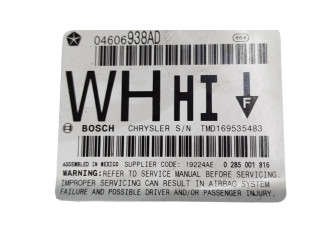 04606938AD 864
WH HI F
BOSCH CHRYSLER S/N TMD169535483
ASSEMBLED IN MEXICO SUPPLIER CODE: 19224AE 0 285 001 816
WARNING:REFER TO SERVICE MANUAL BEFORE SERVICING.
IMPROPER SERVICING CAN RESULT IN AIRBAG SYSTEM
FAILURE AND POSSIBLE DRIVER AND/OR PASSENGER INJURY.